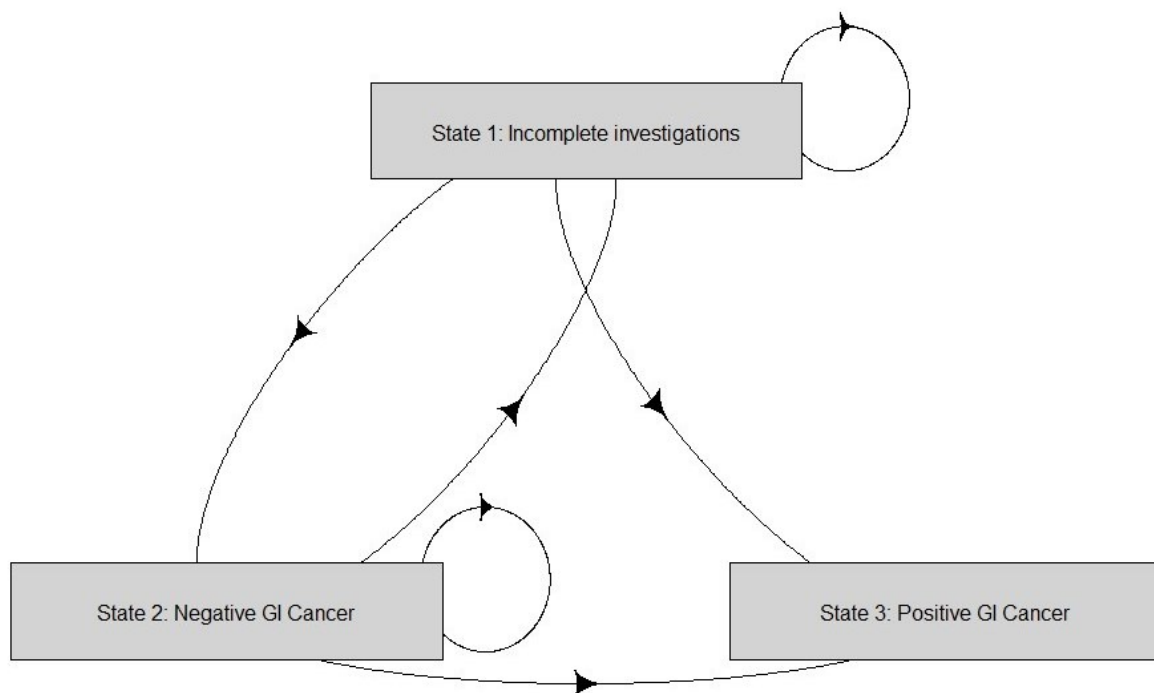 State 1: Incomplete investigations
State 2: Negative GI Cancer
State 3: Positive GI Cancer